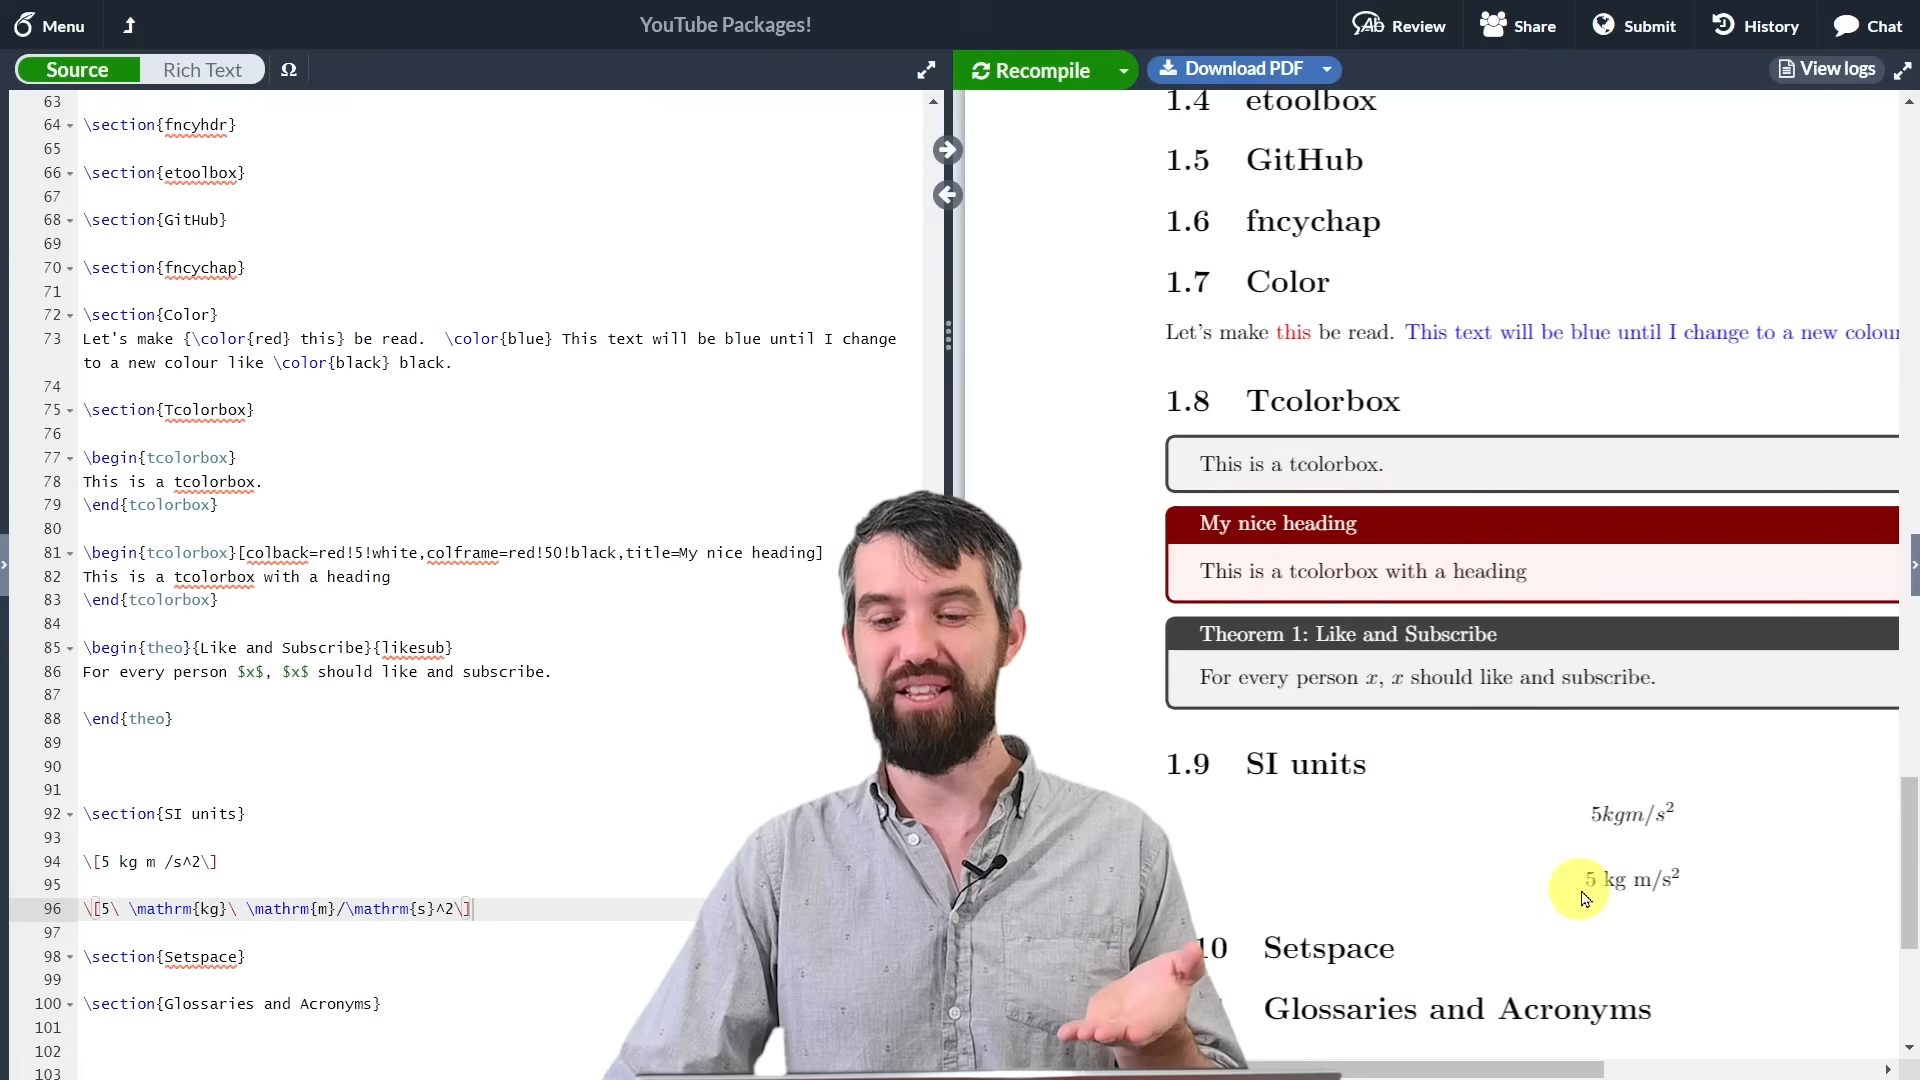 Menu
YouTube Packages!
Review
Share
Submit
History
Chat
Source
Rich Text
Ω
Recompile
Download PDF
View logs
63
64 \section{fncyhdr}
65
66 \section{etoolbox}
67
68 \section{GitHub}
69
70 \section{fncychap}
71
72 \section{Color}
73 Let's make {\color{red} this} be read.  \color{blue} This text will be blue until I change
to a new colour like \color{black} black.
74
75 \section{Tcolorbox}
76
77 \begin{tcolorbox}
78 This is a tcolorbox.
79 \end{tcolorbox}
80
81 \begin{tcolorbox}[colback=red!5!white,colframe=red!50!black,title=My nice heading]
82 This is a tcolorbox with a heading
83 \end{tcolorbox}
84
85 \begin{theo}{Like and Subscribe}{likesub}
86 For every person $x$, $x$ should like and subscribe.
87
88 \end{theo}
89
90
91
92 \section{SI units}
93
94 \[5 kg m /s^2\]
95
96 \[5\ \mathrm{kg}\ \mathrm{m}/\mathrm{s}^2\]
97
98 \section{Setspace}
99
100 \section{Glossaries and Acronyms}
101
102
103
1.4 etoolbox
1.5 GitHub
1.6 fncychap
1.7 Color
Let's make this be read. This text will be blue until I change to a new colour
1.8 Tcolorbox
This is a tcolorbox.
My nice heading
This is a tcolorbox with a heading
Theorem 1: Like and Subscribe
For every person x, x should like and subscribe.
1.9 SI units
5kgm/s²
5 kg m/s²
10 Setspace
Glossaries and Acronyms